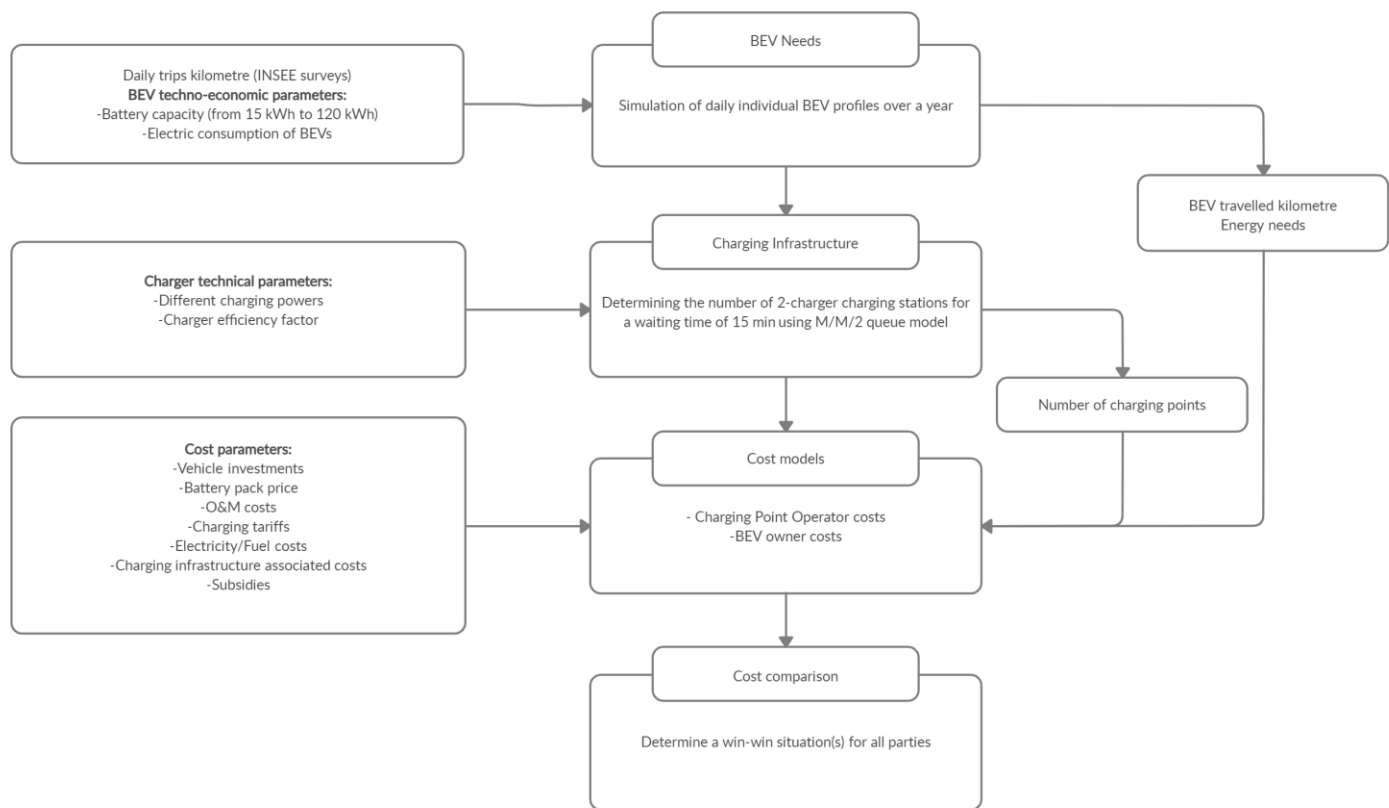 BEV Needs
Daily trips kilometre (INSEE surveys)
BEV techno-economic parameters:
-Battery capacity (from 15 kWh to 120 kWh)
-Electric consumption of BEVs
Simulation of daily individual BEV profiles over a year
BEV travelled kilometre
Energy needs
Charging Infrastructure
Charger technical parameters:
-Different charging powers
-Charger efficiency factor
Determining the number of 2-charger charging stations for
a waiting time of 15 min using M/M/2 queue model
Number of charging points
Cost models
Cost parameters:
-Vehicle investments
-Battery pack price
-O&M costs
-Charging tariffs
-Electricity/Fuel costs
-Charging infrastructure associated costs
-Subsidies
- Charging Point Operator costs
-BEV owner costs
Cost comparison
Determine a win-win situation(s) for all parties